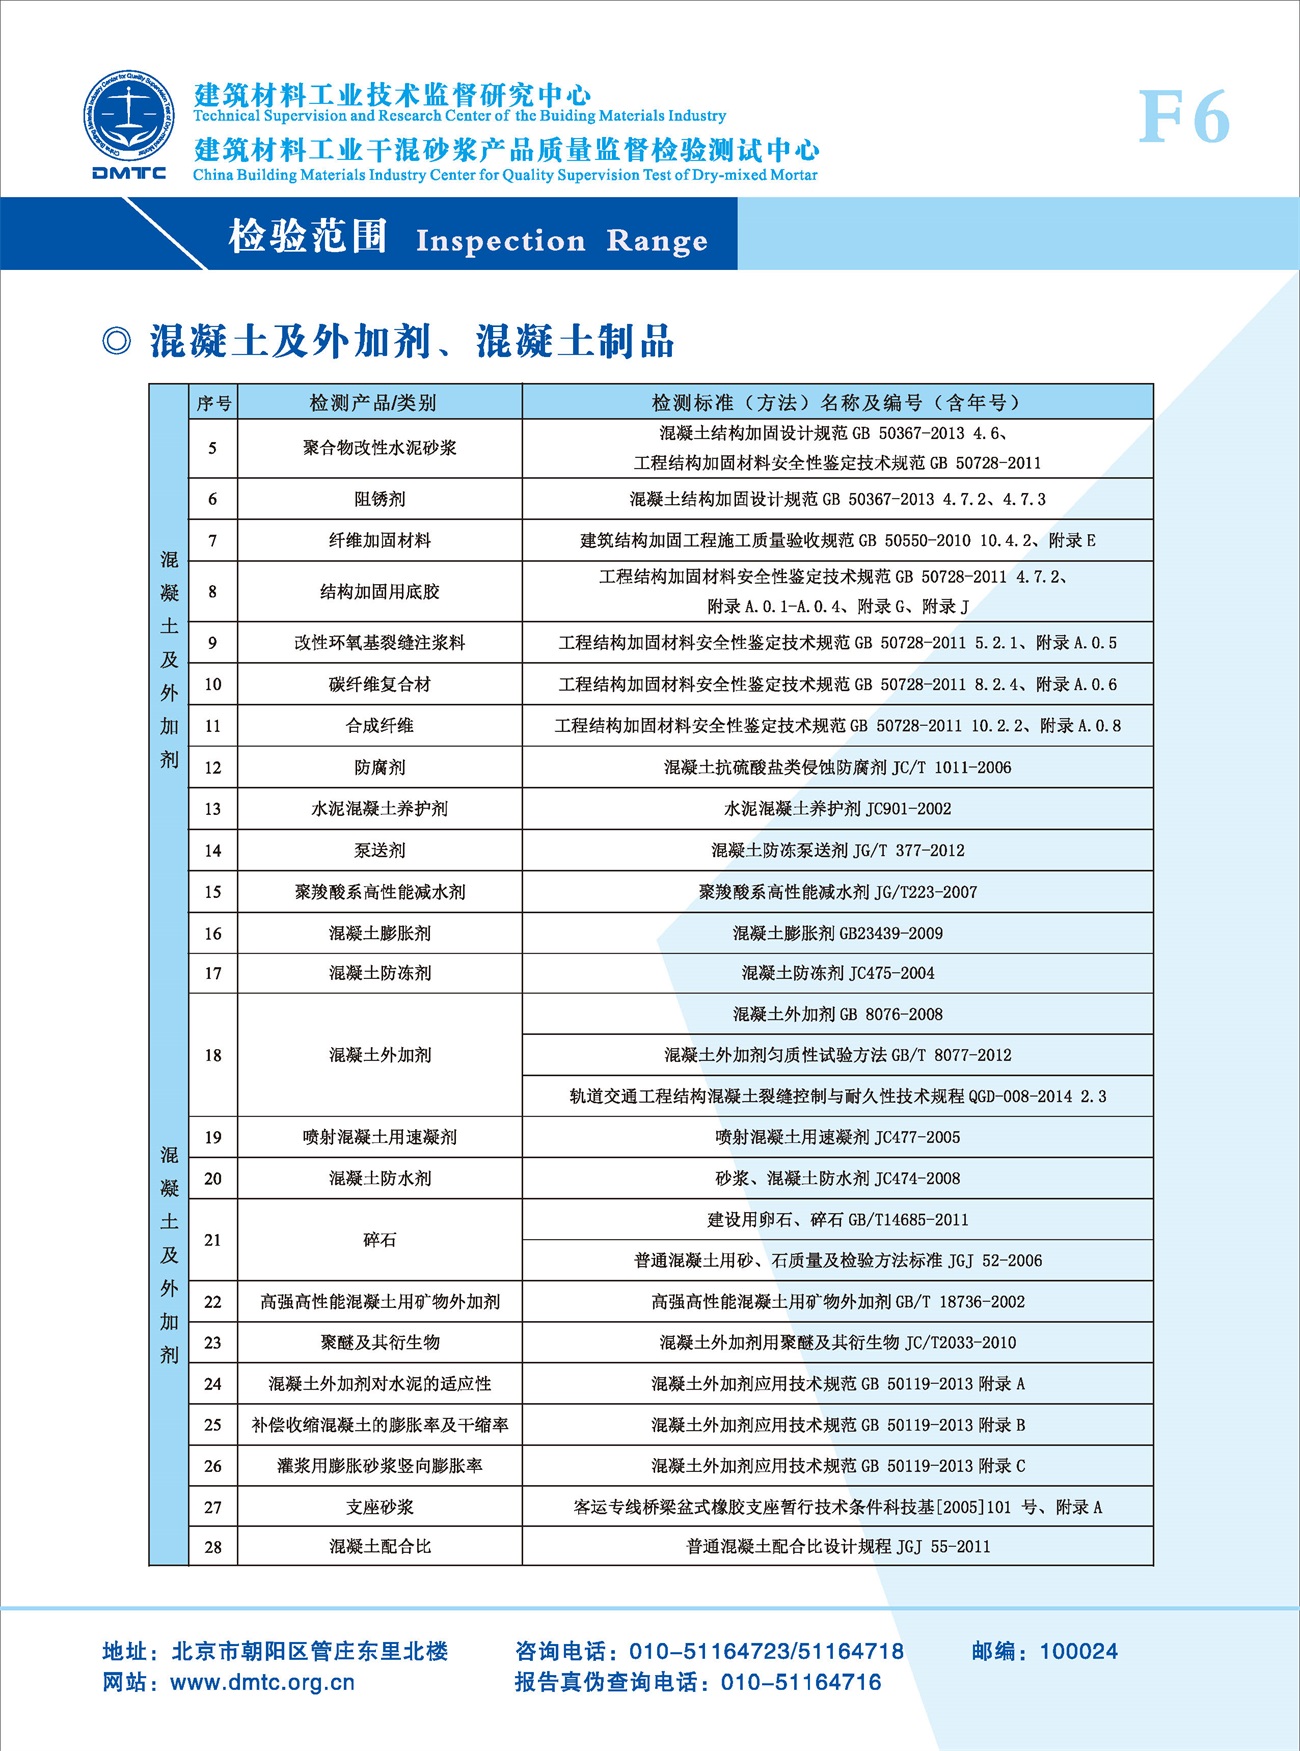 建筑材料工业技术监督研究中心
Technical Supervision and Research Center of the Buiding Materials Industry
建筑材料工业干混砂浆产品质量监督检验测试中心
China Building Materials Industry Center for Quality Supervision Test of Dry-mixed Mortar
DMTC
F6
检验范围 Inspection Range
◎ 混凝土及外加剂、混凝土制品
序号 检测产品/类别 检测标准（方法）名称及编号（含年号）
混凝土及外加剂
5 聚合物改性水泥砂浆 混凝土结构加固设计规范 GB 50367-2013 4.6、
工程结构加固材料安全性鉴定技术规范 GB 50728-2011
6 阻锈剂 混凝土结构加固设计规范 GB 50367-2013 4.7.2、4.7.3
7 纤维加固材料 建筑结构加固工程施工质量验收规范 GB 50550-2010 10.4.2、附录 E
8 结构加固用底胶 工程结构加固材料安全性鉴定技术规范 GB 50728-2011 4.7.2、
附录 A.0.1-A.0.4、附录 G、附录 J
9 改性环氧基裂缝注浆料 工程结构加固材料安全性鉴定技术规范 GB 50728-2011 5.2.1、附录 A.0.5
10 碳纤维复合材 工程结构加固材料安全性鉴定技术规范 GB 50728-2011 8.2.4、附录 A.0.6
11 合成纤维 工程结构加固材料安全性鉴定技术规范 GB 50728-2011 10.2.2、附录 A.0.8
12 防腐剂 混凝土抗硫酸盐类侵蚀防腐剂 JC/T 1011-2006
13 水泥混凝土养护剂 水泥混凝土养护剂 JC901-2002
14 泵送剂 混凝土防冻泵送剂 JG/T 377-2012
15 聚羧酸系高性能减水剂 聚羧酸系高性能减水剂 JG/T223-2007
16 混凝土膨胀剂 混凝土膨胀剂 GB23439-2009
17 混凝土防冻剂 混凝土防冻剂 JC475-2004
18 混凝土外加剂 混凝土外加剂 GB 8076-2008
混凝土外加剂匀质性试验方法 GB/T 8077-2012
轨道交通工程结构混凝土裂缝控制与耐久性技术规程 QGD-008-2014 2.3
混凝土及外加剂
19 喷射混凝土用速凝剂 喷射混凝土用速凝剂 JC477-2005
20 混凝土防水剂 砂浆、混凝土防水剂 JC474-2008
21 碎石 建设用卵石、碎石 GB/T14685-2011
普通混凝土用砂、石质量及检验方法标准 JGJ 52-2006
22 高强高性能混凝土用矿物外加剂 高强高性能混凝土用矿物外加剂 GB/T 18736-2002
23 聚醚及其衍生物 混凝土外加剂用聚醚及其衍生物 JC/T2033-2010
24 混凝土外加剂对水泥的适应性 混凝土外加剂应用技术规范 GB 50119-2013 附录 A
25 补偿收缩混凝土的膨胀率及干缩率 混凝土外加剂应用技术规范 GB 50119-2013 附录 B
26 灌浆用膨胀砂浆竖向膨胀率 混凝土外加剂应用技术规范 GB 50119-2013 附录 C
27 支座砂浆 客运专线桥梁盆式橡胶支座暂行技术条件科技基[2005]101 号、附录 A
28 混凝土配合比 普通混凝土配合比设计规程 JGJ 55-2011
地址：北京市朝阳区管庄东里北楼 咨询电话：010-51164723/51164718 邮编：100024
网站：www.dmtc.org.cn 报告真伪查询电话：010-51164716